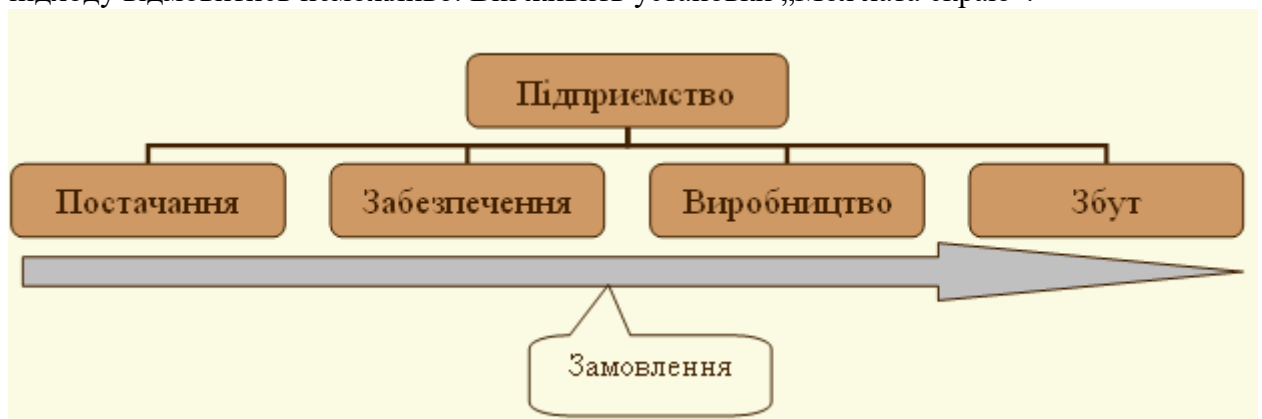 Підприємство
Постачання
Забезпечення
Виробництво
Збут
Замовлення